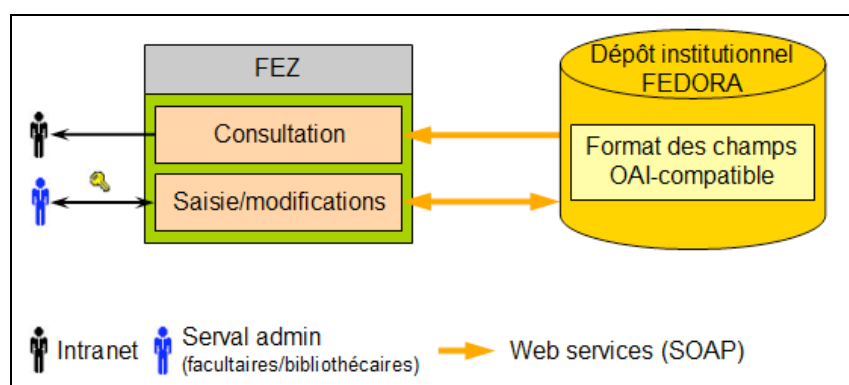 FEZ
Consultation
Saisie/modifications
Dépôt institutionnel
FEDORA
Format des champs
OAI-compatible
Intranet
Serval admin
(facultaires/bibliothécaires)
Web services (SOAP)